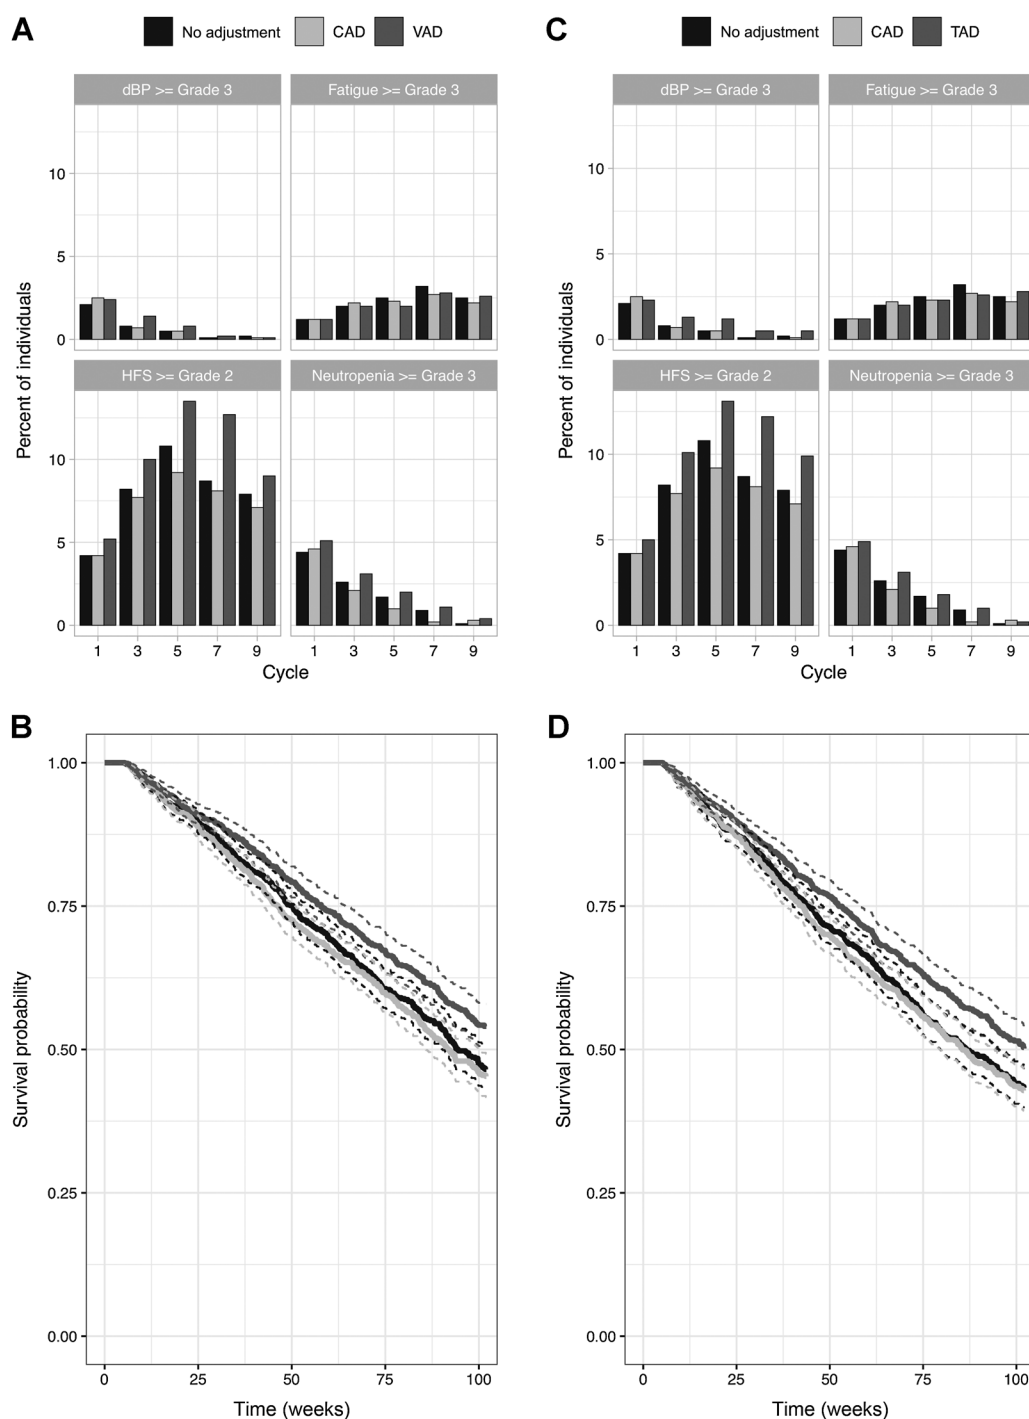 A
No adjustment CAD VAD
dBP >= Grade 3 Fatigue >= Grade 3
10
5
0
HFS >= Grade 2 Neutropenia >= Grade 3
10
5
0
1 3 5 7 9 1 3 5 7 9
Cycle
Percent of individuals
C
No adjustment CAD TAD
dBP >= Grade 3 Fatigue >= Grade 3
10
5
0
HFS >= Grade 2 Neutropenia >= Grade 3
10
5
0
1 3 5 7 9 1 3 5 7 9
Cycle
Percent of individuals
B
1.00
0.75
0.50
0.25
0.00
0 25 50 75 100
Time (weeks)
Survival probability
D
1.00
0.75
0.50
0.25
0.00
0 25 50 75 100
Time (weeks)
Survival probability